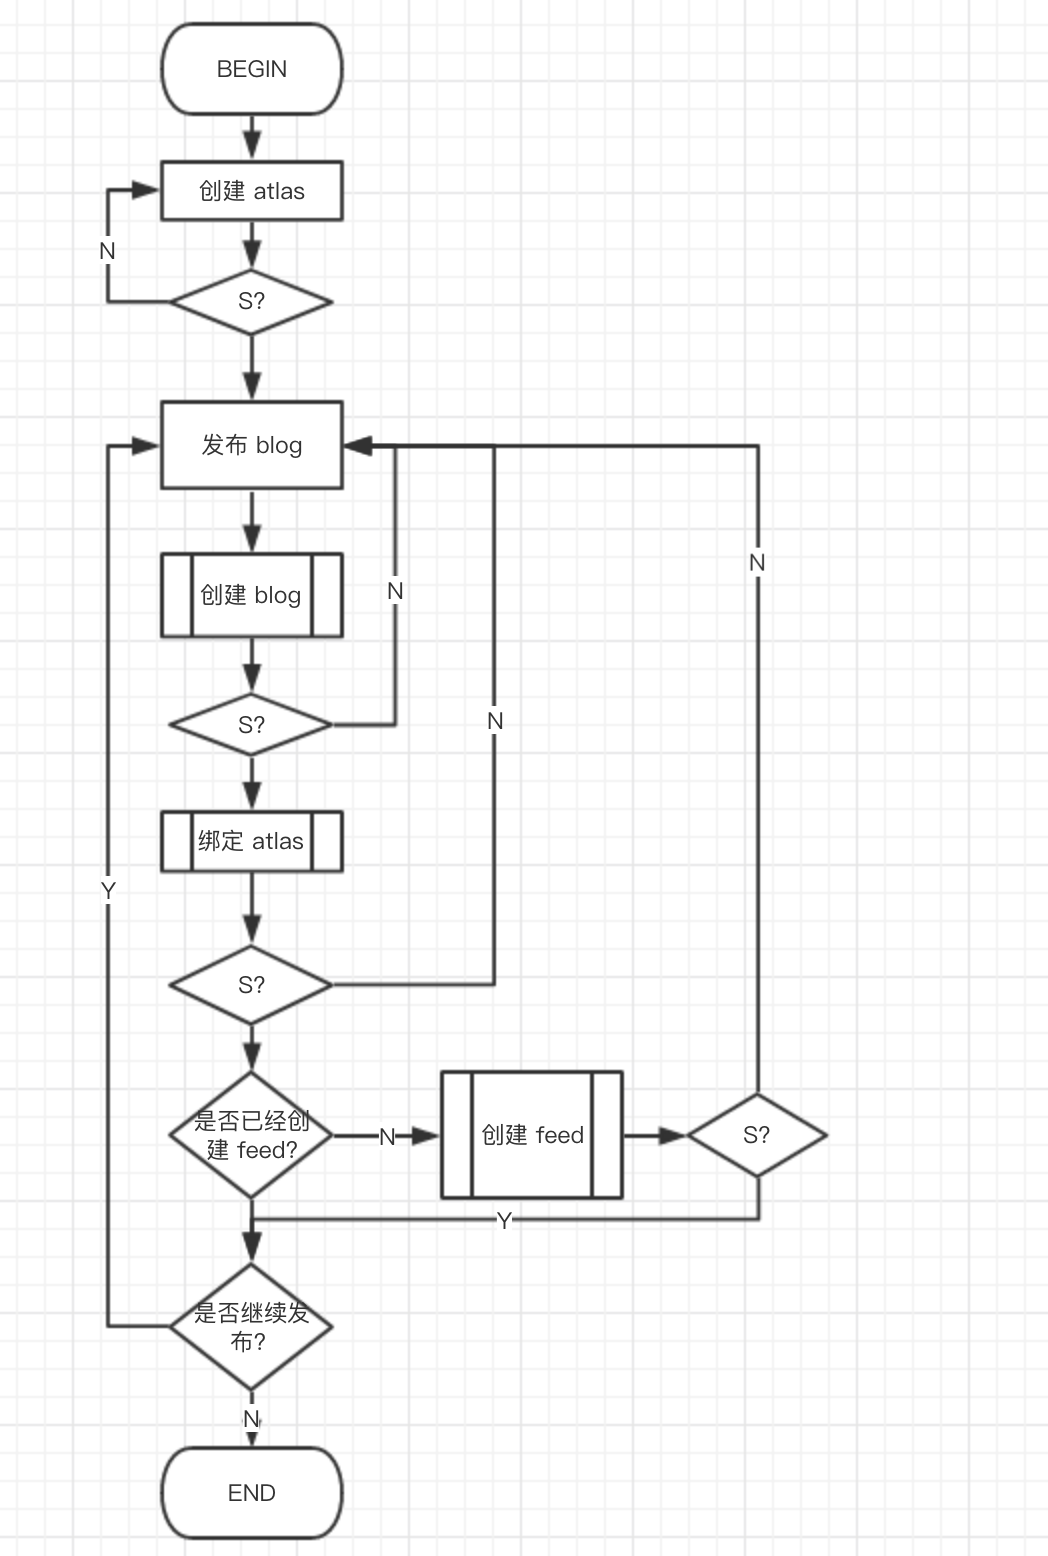 BEGIN
创建 atlas
N
S?
发布 blog
N
创建 blog
N
S?
N
绑定 atlas
Y
S?
是否已经创
建 feed?
N
创建 feed
S?
Y
是否继续发
布?
N
END